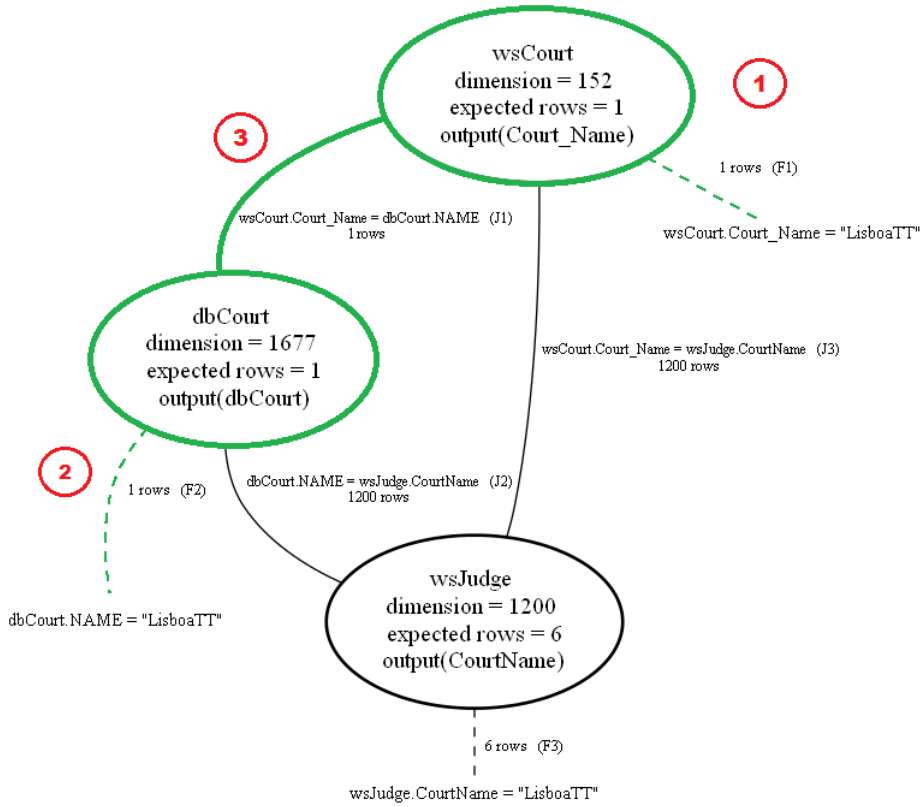 wsCourt
dimension = 152
expected rows = 1
output(Court_Name)
1
3
1 rows (F1)
wsCourt.Court_Name = "LisboaTT"
wsCourt.Court_Name = dbCourt.NAME (J1)
1 rows
dbCourt
dimension = 1677
expected rows = 1
output(dbCourt)
wsCourt.Court_Name = wsJudge.CourtName (J3)
1200 rows
2
1 rows (F2)
dbCourt.NAME = wsJudge.CourtName (J2)
1200 rows
dbCourt.NAME = "LisboaTT"
wsJudge
dimension = 1200
expected rows = 6
output(CourtName)
6 rows (F3)
wsJudge.CourtName = "LisboaTT"